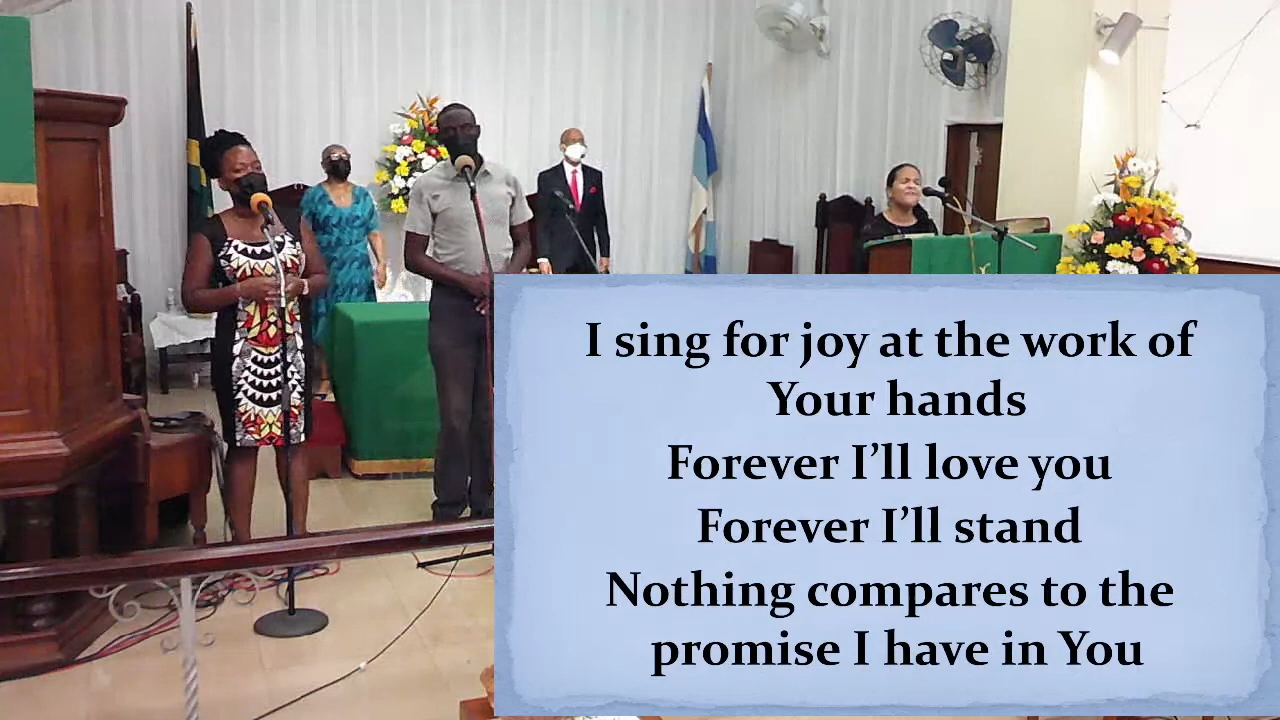 I sing for joy at the work of
Your hands
Forever I’ll love you
Forever I’ll stand
Nothing compares to the
promise I have in You